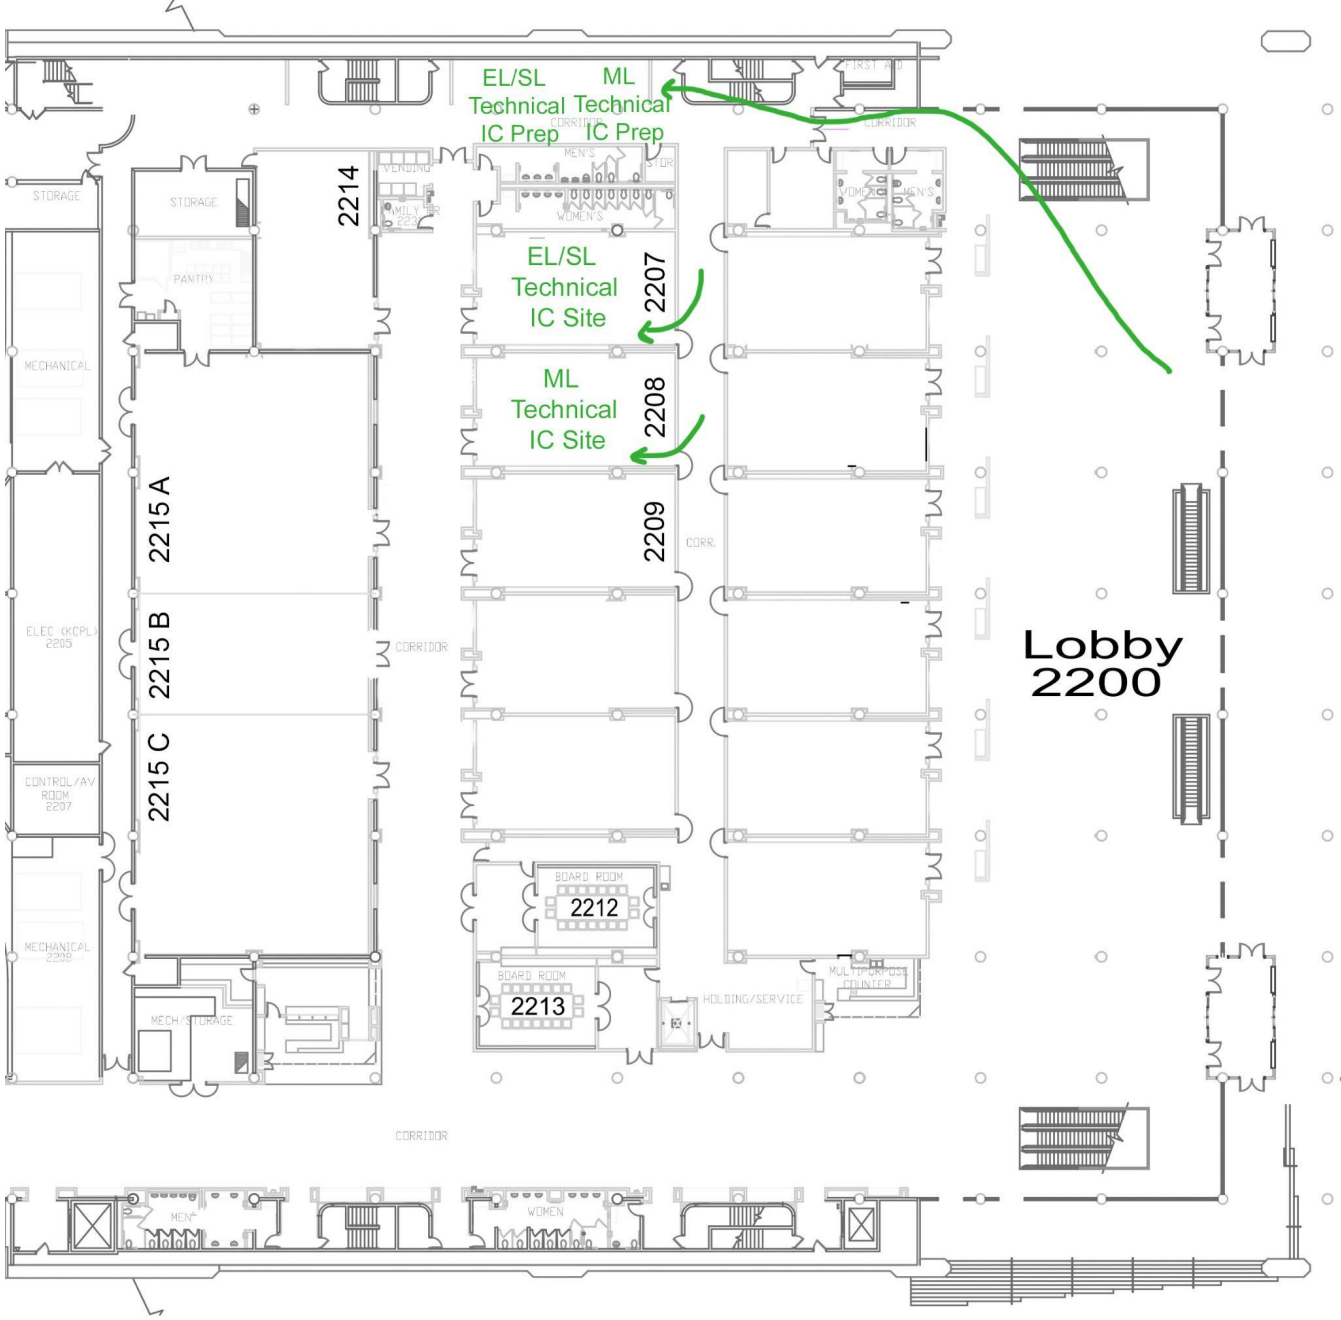 FIRST AID
EL/SL
Technical
IC Prep
ML
Technical
IC Prep
CORRIDOR
CORRIDOR
MEN'S
STOR
VENDING
WOMEN'S
WOMEN'S
MEN'S
STORAGE
STORAGE
2214
EL/SL
Technical
IC Site
2207
PANTRY
MECHANICAL
ML
Technical
IC Site
2208
2215 A
2209
CORR.
ELEC (KCPL)
2205
2215 B
CORRIDOR
Lobby
2200
2215 C
CONTROL/AV
ROOM
2207
BOARD ROOM
2212
MECHANICAL
BOARD ROOM
2213
HOLDING/SERVICE
MULTIPURPOSE
COUNTER
MECH/STORAGE
CORRIDOR
MEN'S
WOMEN